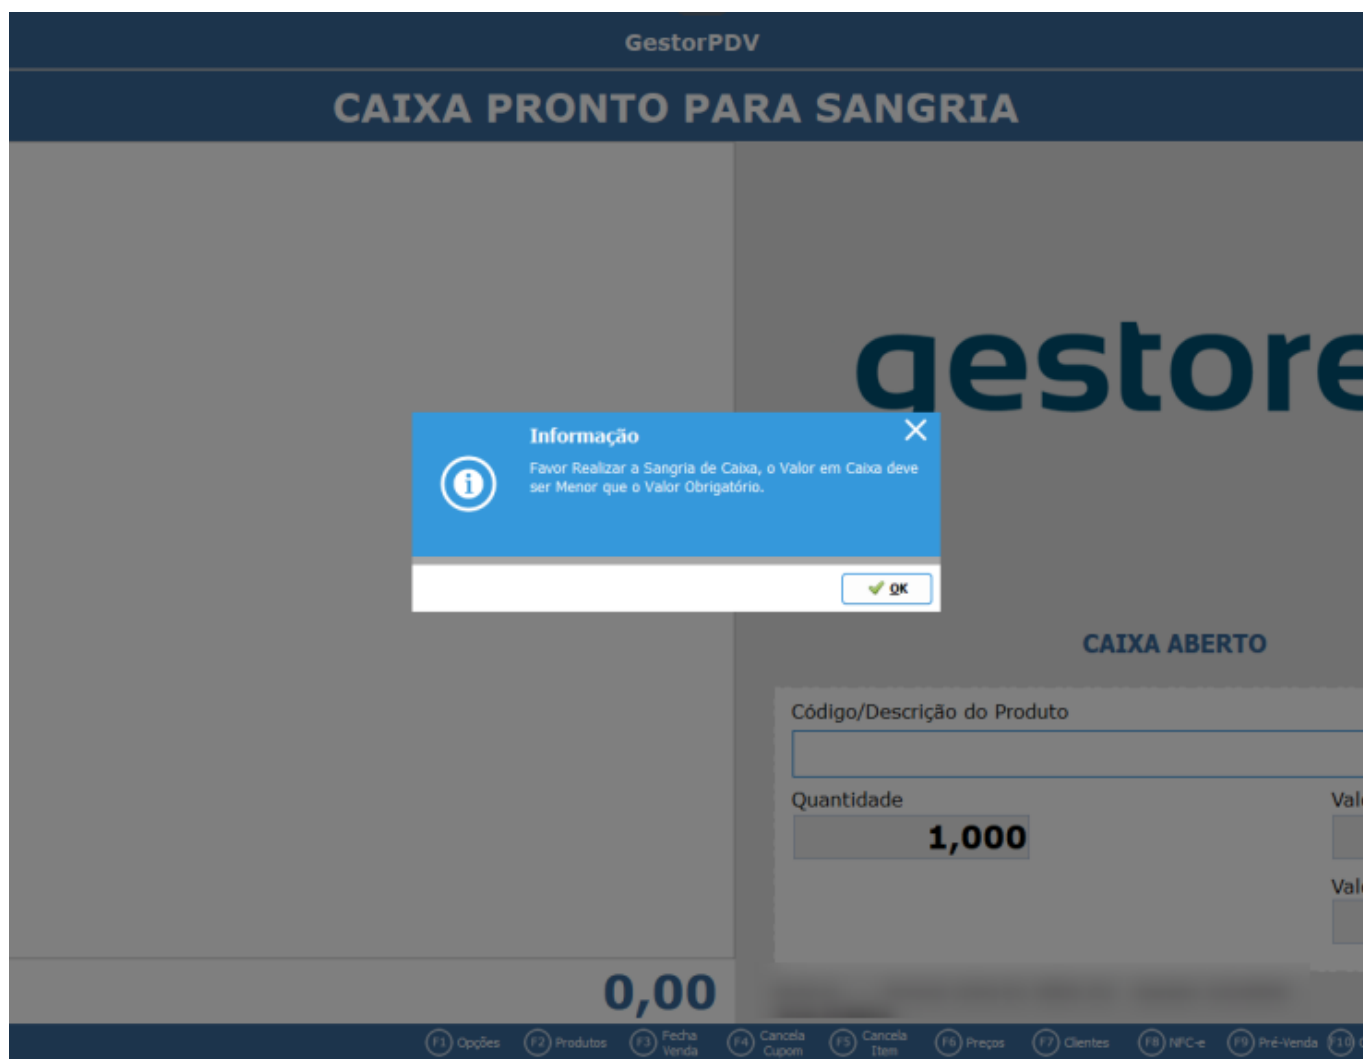 GestorPDV
CAIXA PRONTO PARA SANGRIA
gestore
Informação
Favor Realizar a Sangria de Caixa, o Valor em Caixa deve
ser Menor que o Valor Obrigatório.
OK
CAIXA ABERTO
Código/Descrição do Produto
Quantidade
1,000
0,00
F1 Opções
F2 Produtos
F3 Fecha
Venda
F4 Cancela
Cupom
F5 Cancela
Item
F6 Preços
F7 Clientes
F8 NFC-e
F9 Pré-Venda
F10